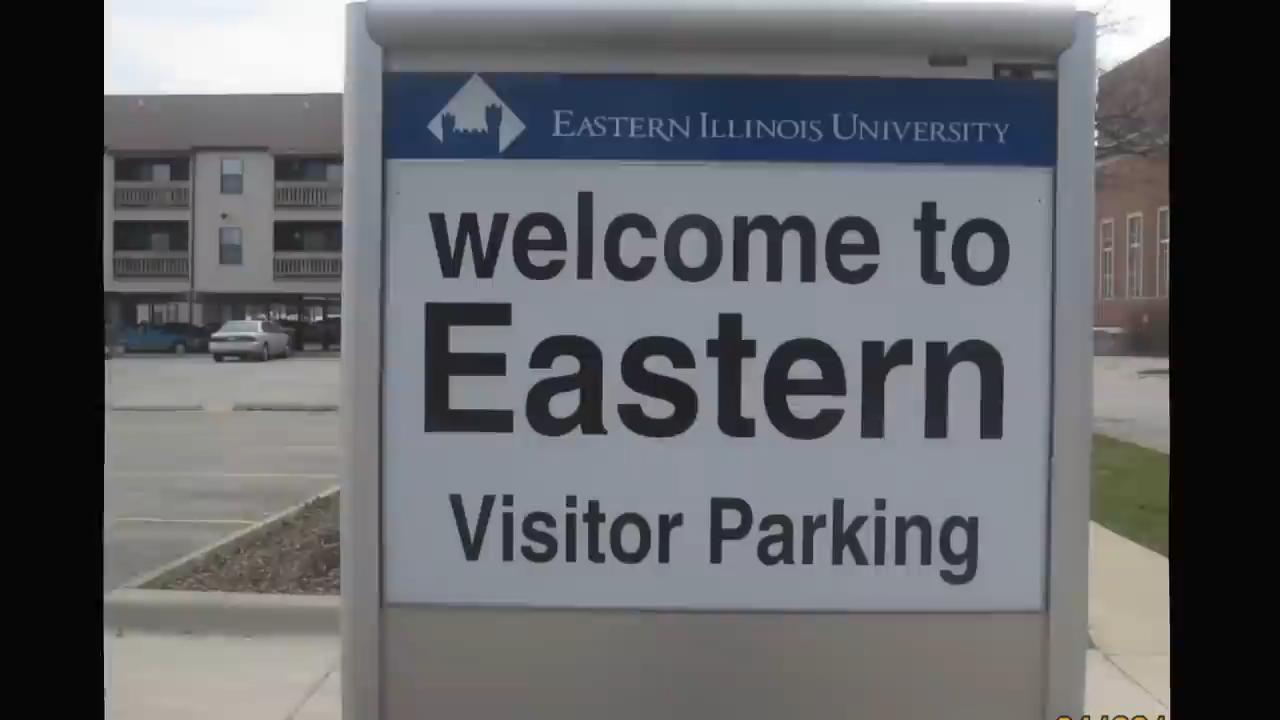 EASTERN ILLINOIS UNIVERSITY
welcome to
Eastern
Visitor Parking